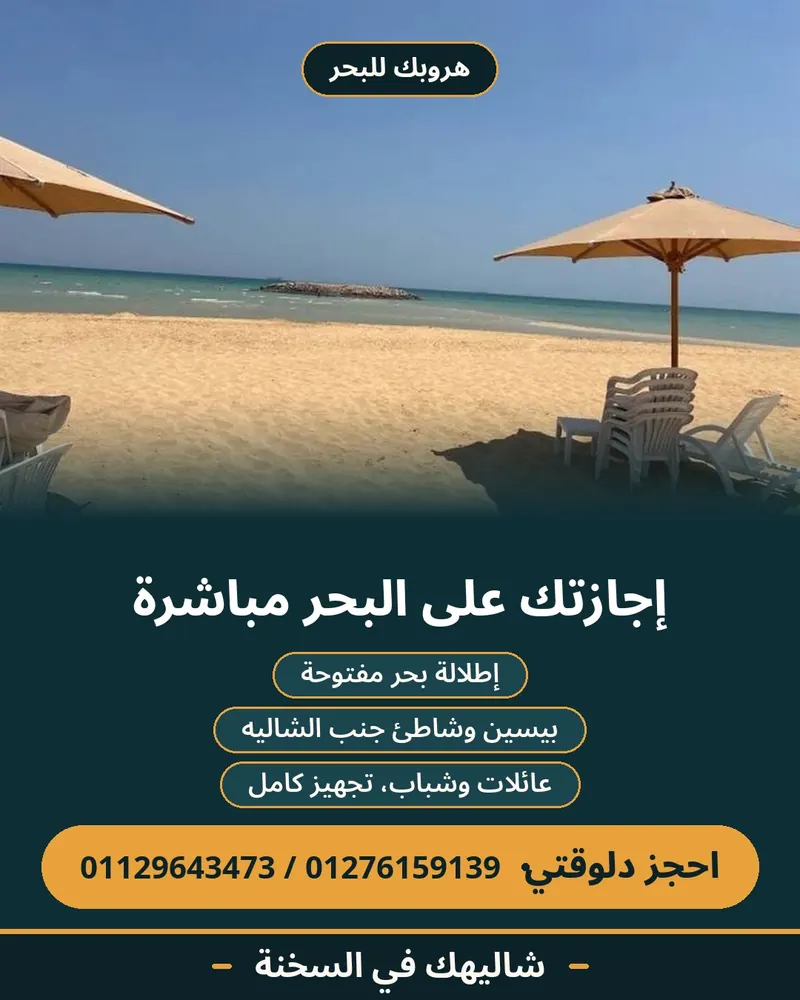 هروبك للبحر
إجازتك على البحر مباشرة
إطلالة بحر مفتوحة
بيسين وشاطئ جنب الشاليه
عائلات وشباب، تجهيز كامل
احجز دلوقتي: 01276159139 / 01129643473
شاليهك في السخنة